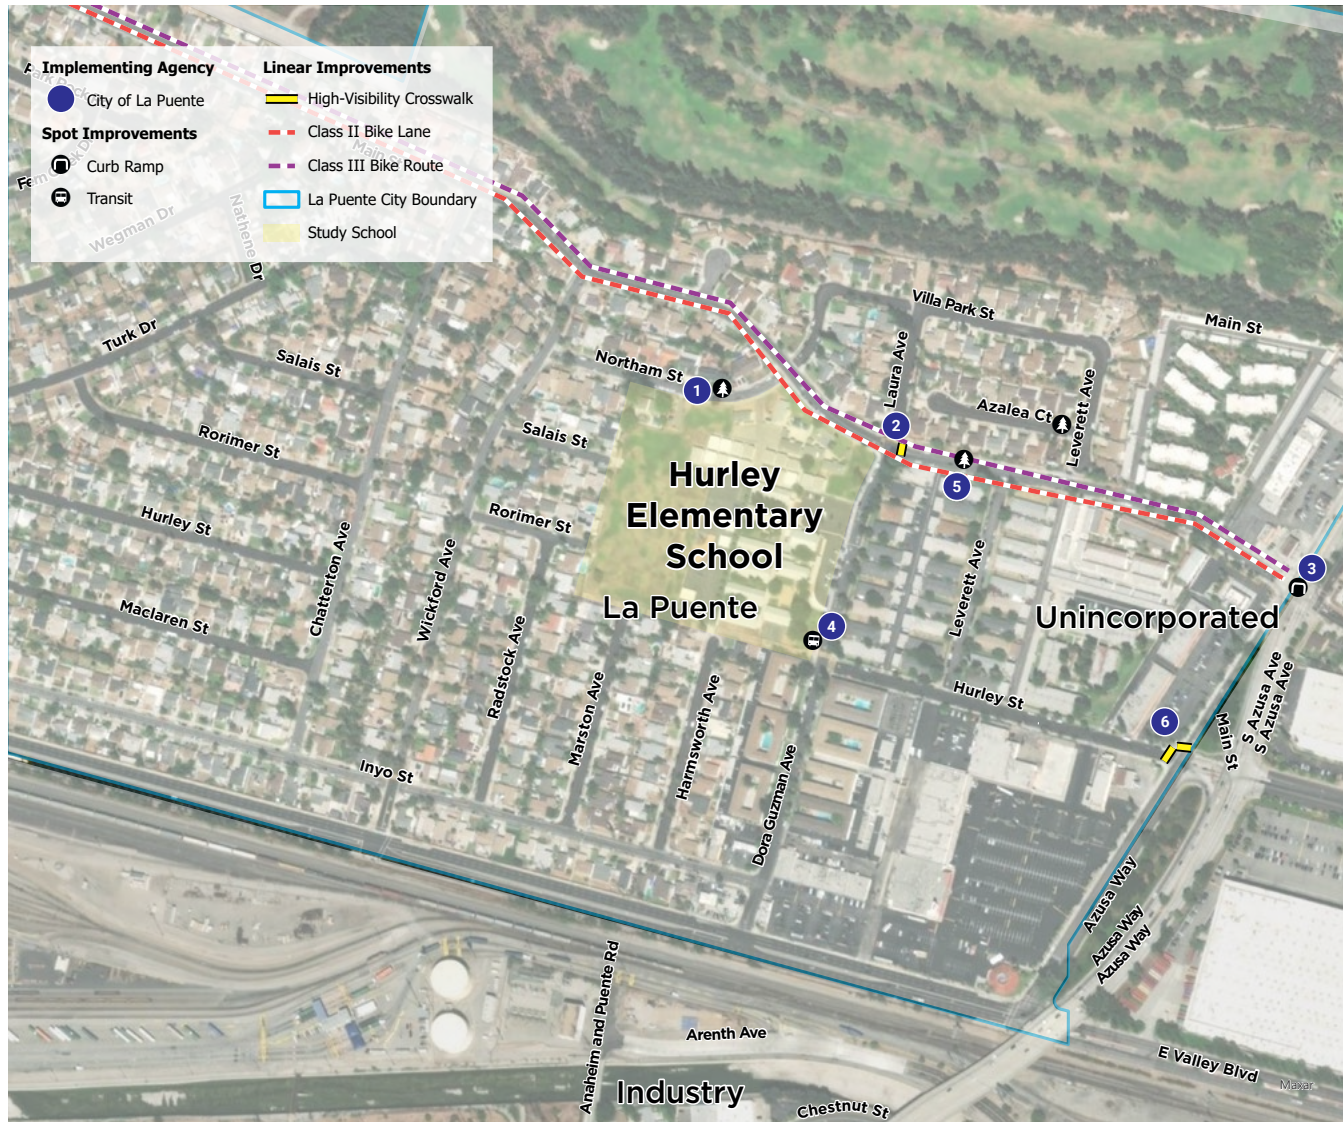 Implementing Agency
City of La Puente
Spot Improvements
Curb Ramp
Transit
Linear Improvements
High-Visibility Crosswalk
Class II Bike Lane
Class III Bike Route
La Puente City Boundary
Study School
Main
Wegman Dr
Nathene Dr
Turk Dr
Salais St
Northam St
1
Villa Park St
Main St
Laura Ave
Azalea Ct
Leverett Ave
2
Rorimer St
Salais St
Hurley
Elementary
School
5
Hurley St
Rorimer St
Chatterton Ave
Wickford Ave
Leverett Ave
3
Maclaren St
La Puente
4
Unincorporated
Radstock Ave
Marston Ave
Harmsworth Ave
Hurley St
S Azusa Ave
S Azusa Ave
6
Main St
Inyo St
Dora Guzman Ave
Azusa Way
Azusa Way
Azusa Way
Anaheim and Puente Rd
Arenth Ave
E Valley Blvd
Industry
Chestnut St
Maxar